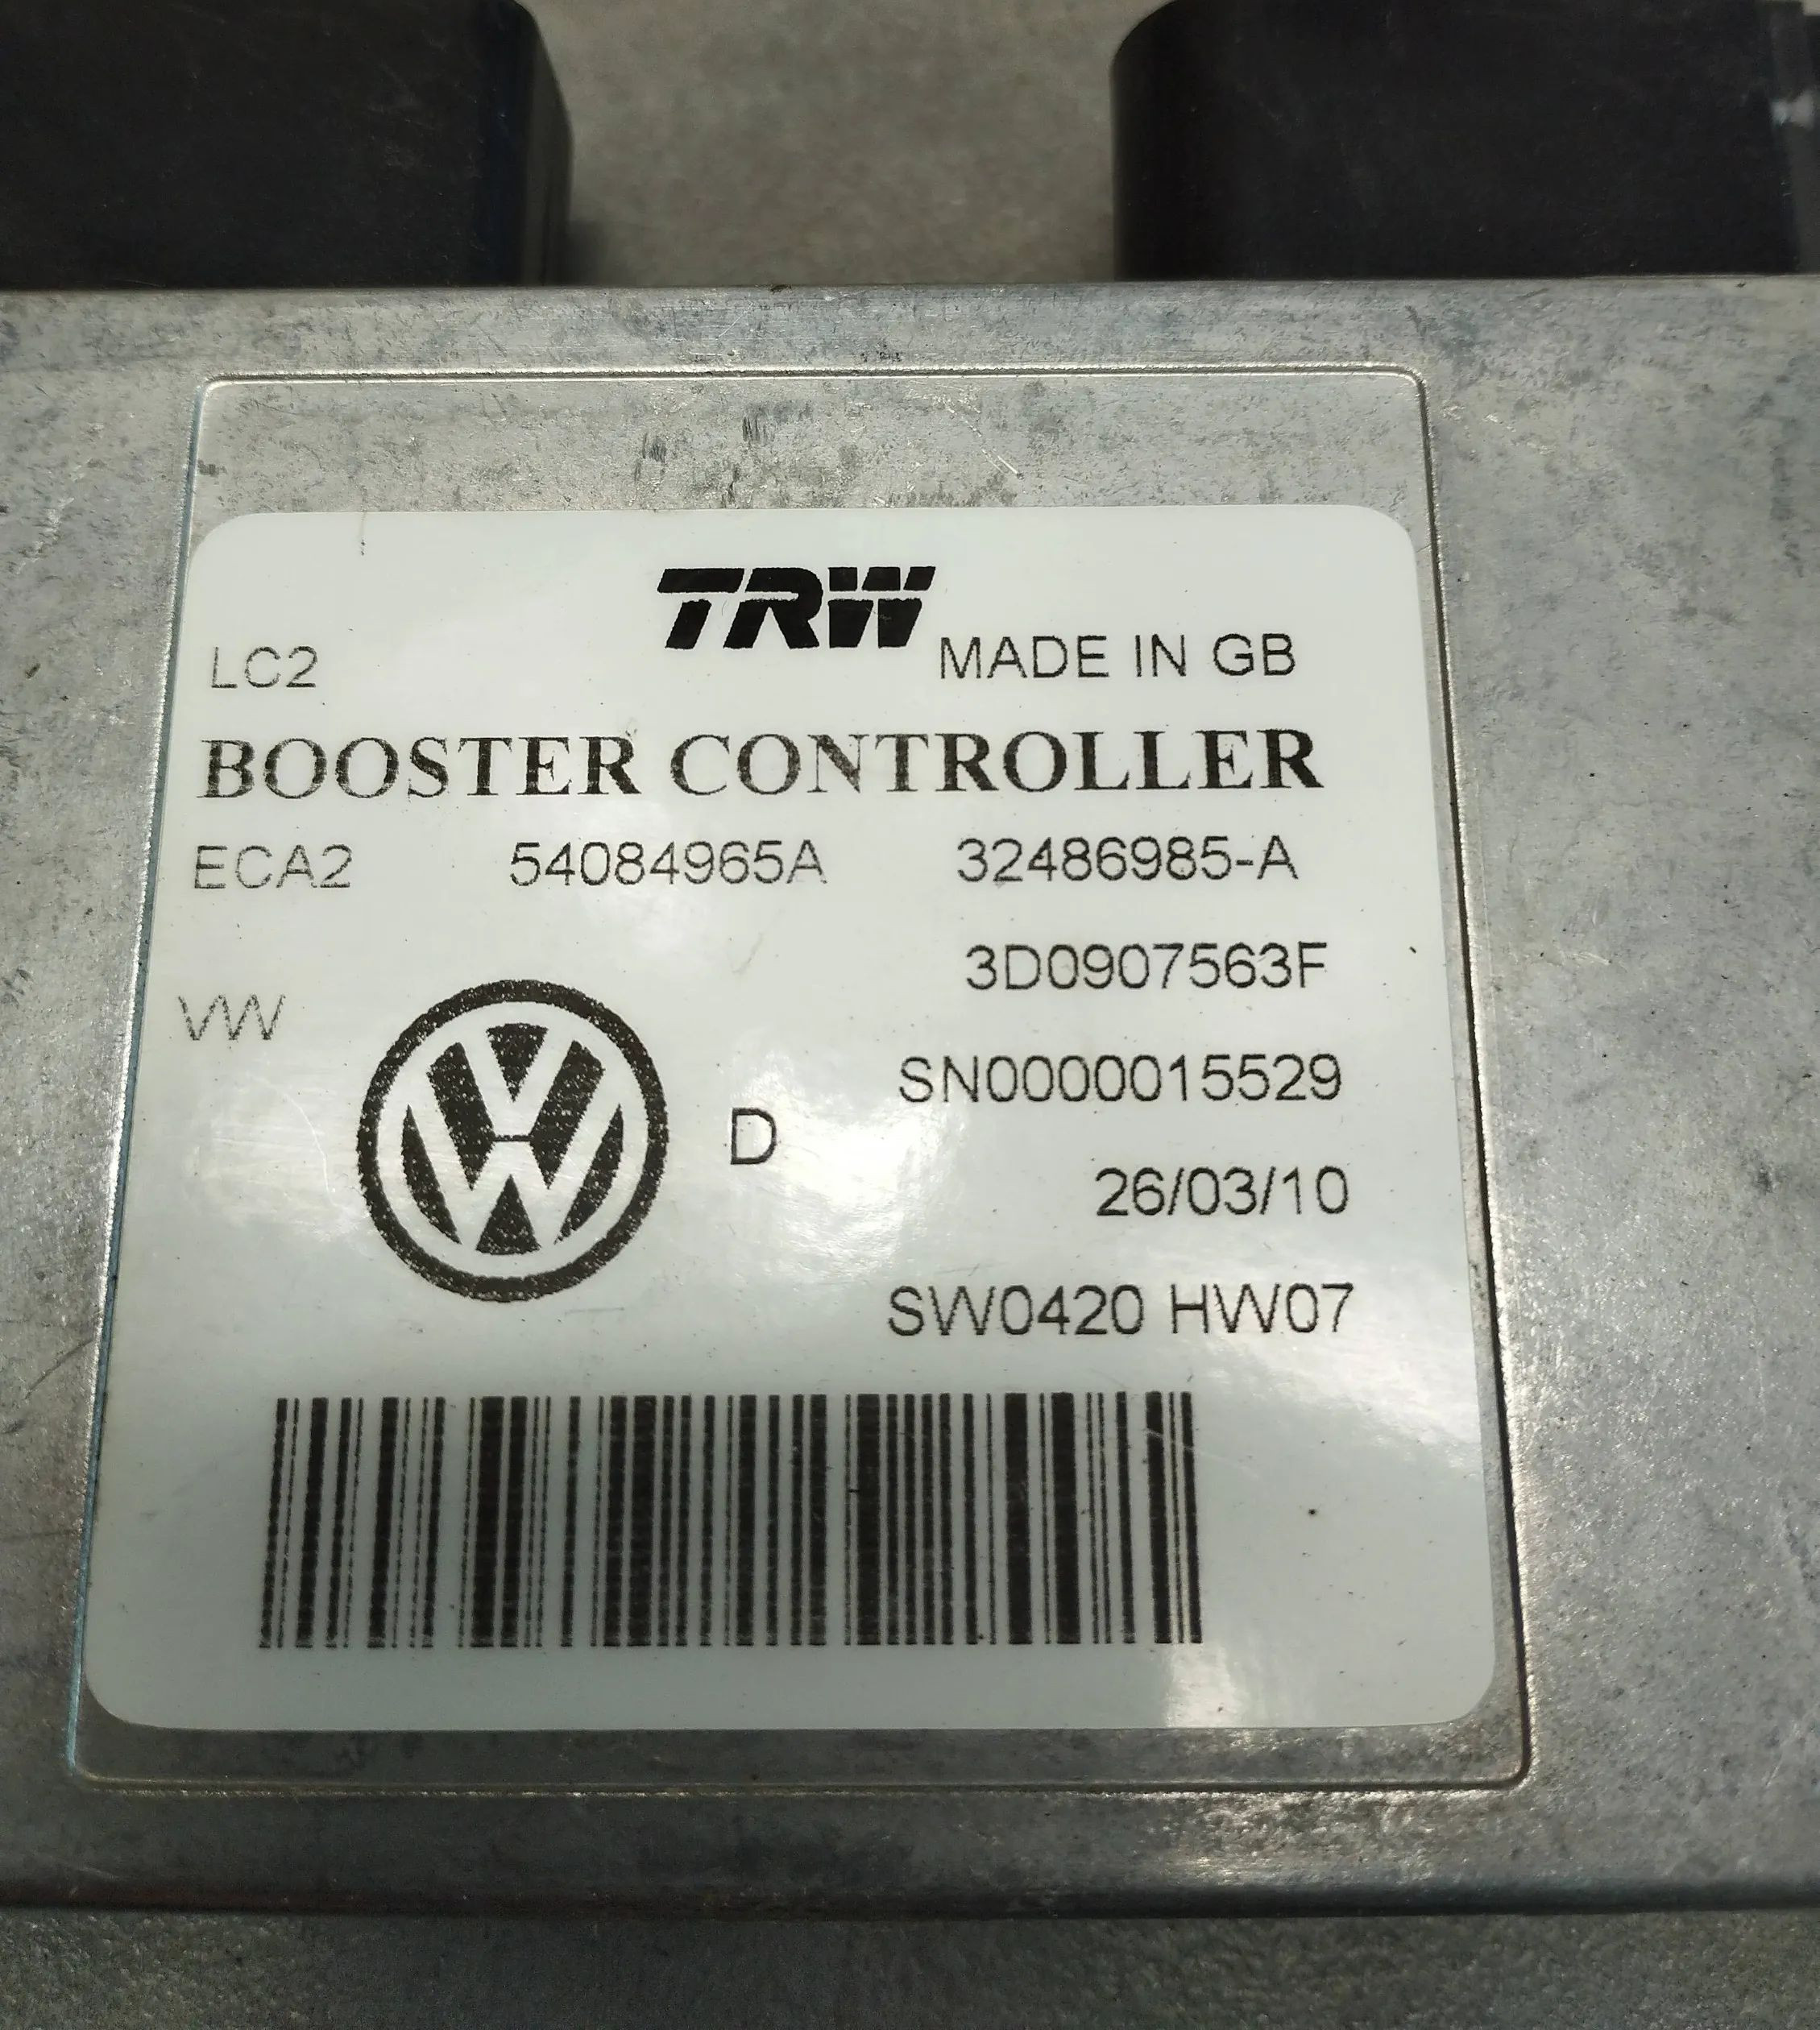 TRW
LC2 MADE IN GB
BOOSTER CONTROLLER
ECA2 54084965A 32486985-A
3D0907563F
VW
SN0000015529
D
26/03/10
SW0420 HW07